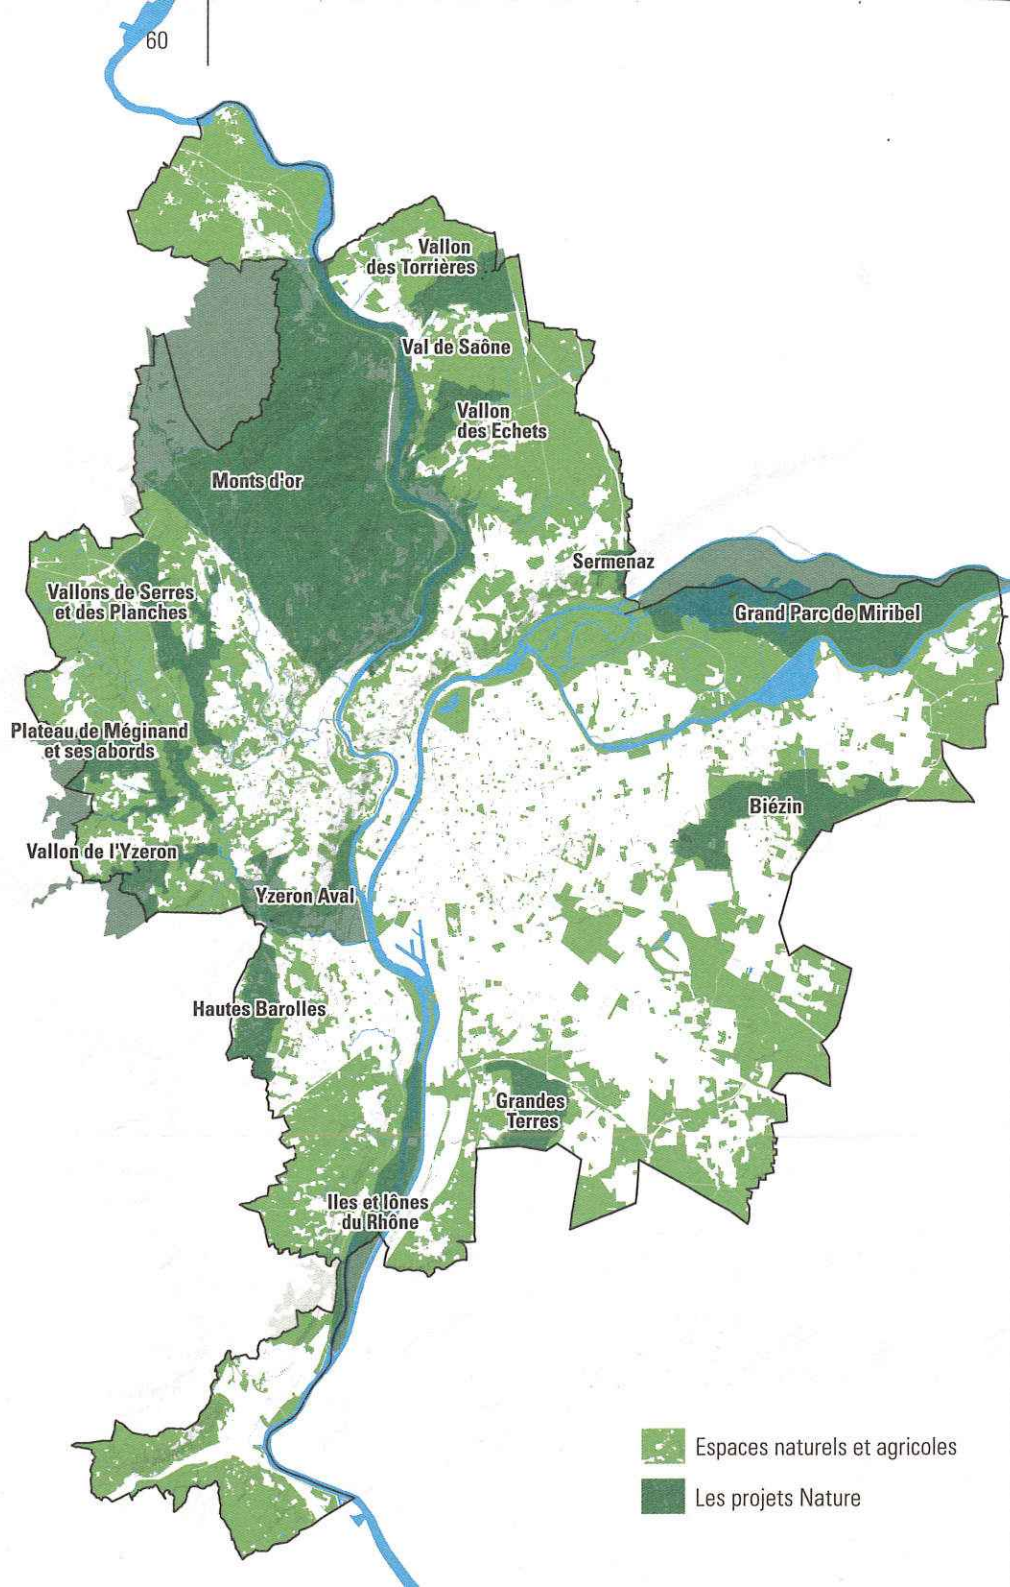 60
Vallon
des Torrières
Val de Saône
Vallon
des Echets
Monts d'or
Sermenaz
Vallons de Serres
et des Planches
Grand Parc de Miribel
Plateau de Méginand
et ses abords
Biézin
Vallon de l'Yzeron
Yzeron Aval
Hautes Barolles
Grandes
Terres
Iles et lônes
du Rhône
Espaces naturels et agricoles
Les projets Nature